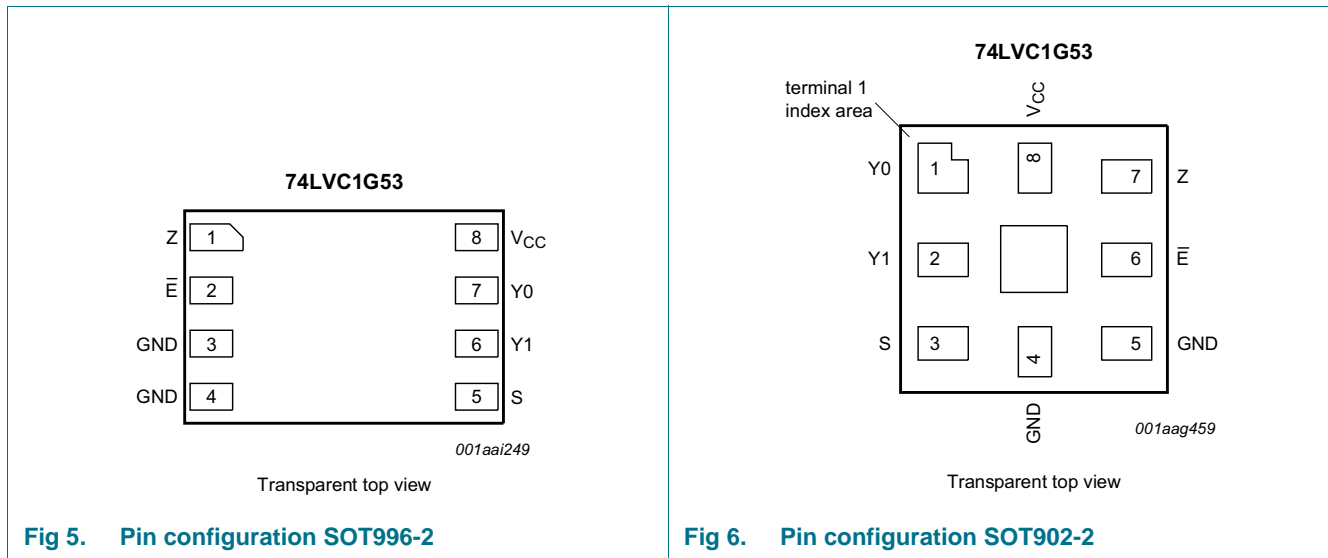 74LVC1G53
Z 1 8 VCC
E̅ 2 7 Y0
GND 3 6 Y1
GND 4 5 S
001aai249
Transparent top view
Fig 5. Pin configuration SOT996-2
74LVC1G53
terminal 1
index area
VCC
Y0 1 8 7 Z
Y1 2 6 E̅
S 3 4 5 GND
GND
001aag459
Transparent top view
Fig 6. Pin configuration SOT902-2